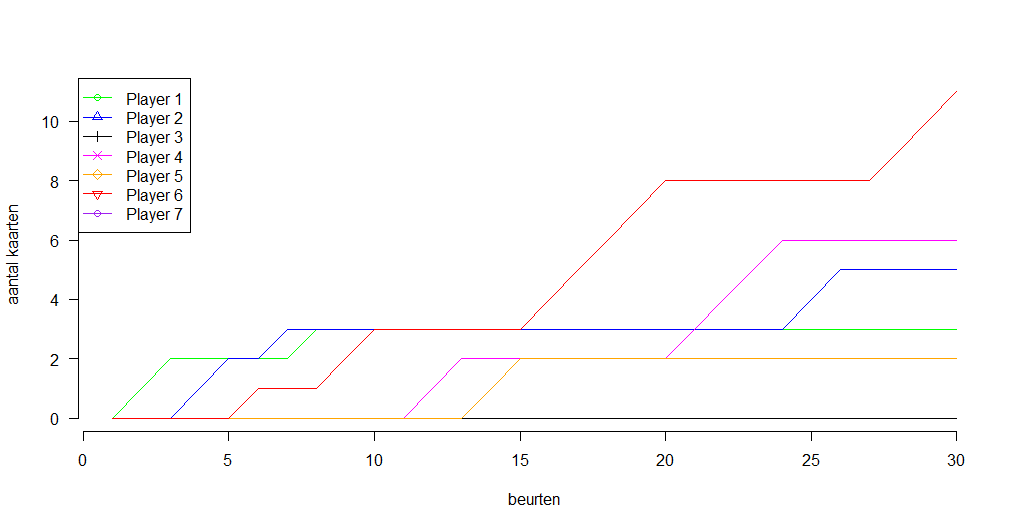 Player 1
Player 2
Player 3
Player 4
Player 5
Player 6
Player 7
aantal kaarten
10
8
6
4
2
0
0 5 10 15 20 25 30
beurten